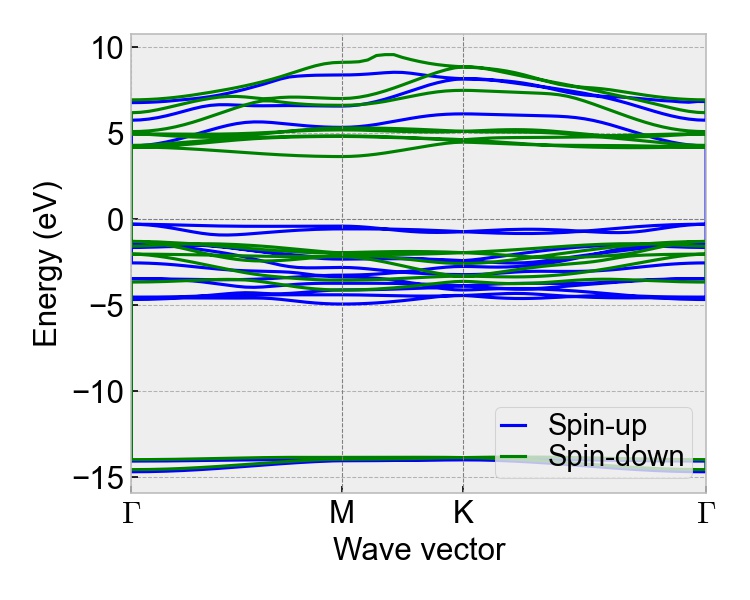 10
5
0
−5
−10
−15
Energy (eV)
Spin-up
Spin-down
Γ M K Γ
Wave vector